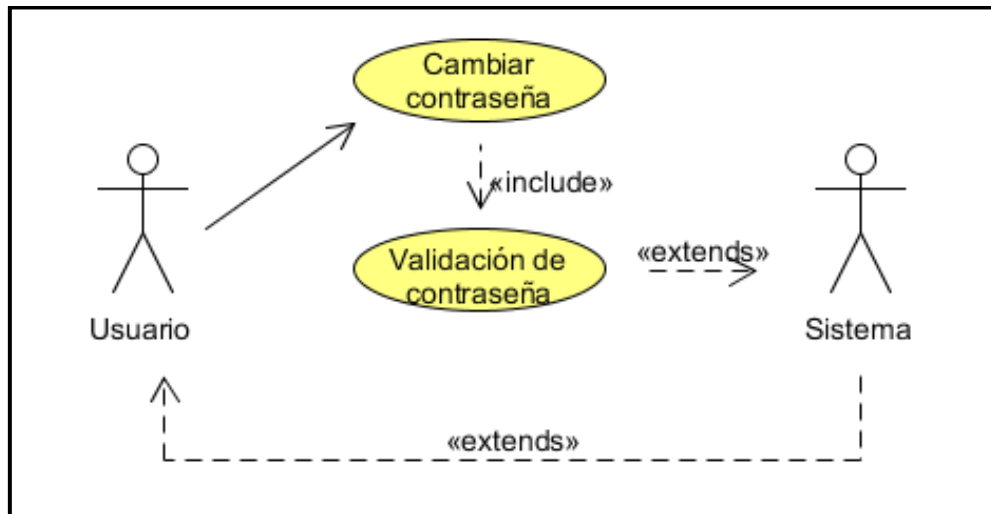 Cambiar
contraseña
«include»
Validación de
contraseña
«extends»
Usuario
Sistema
«extends»